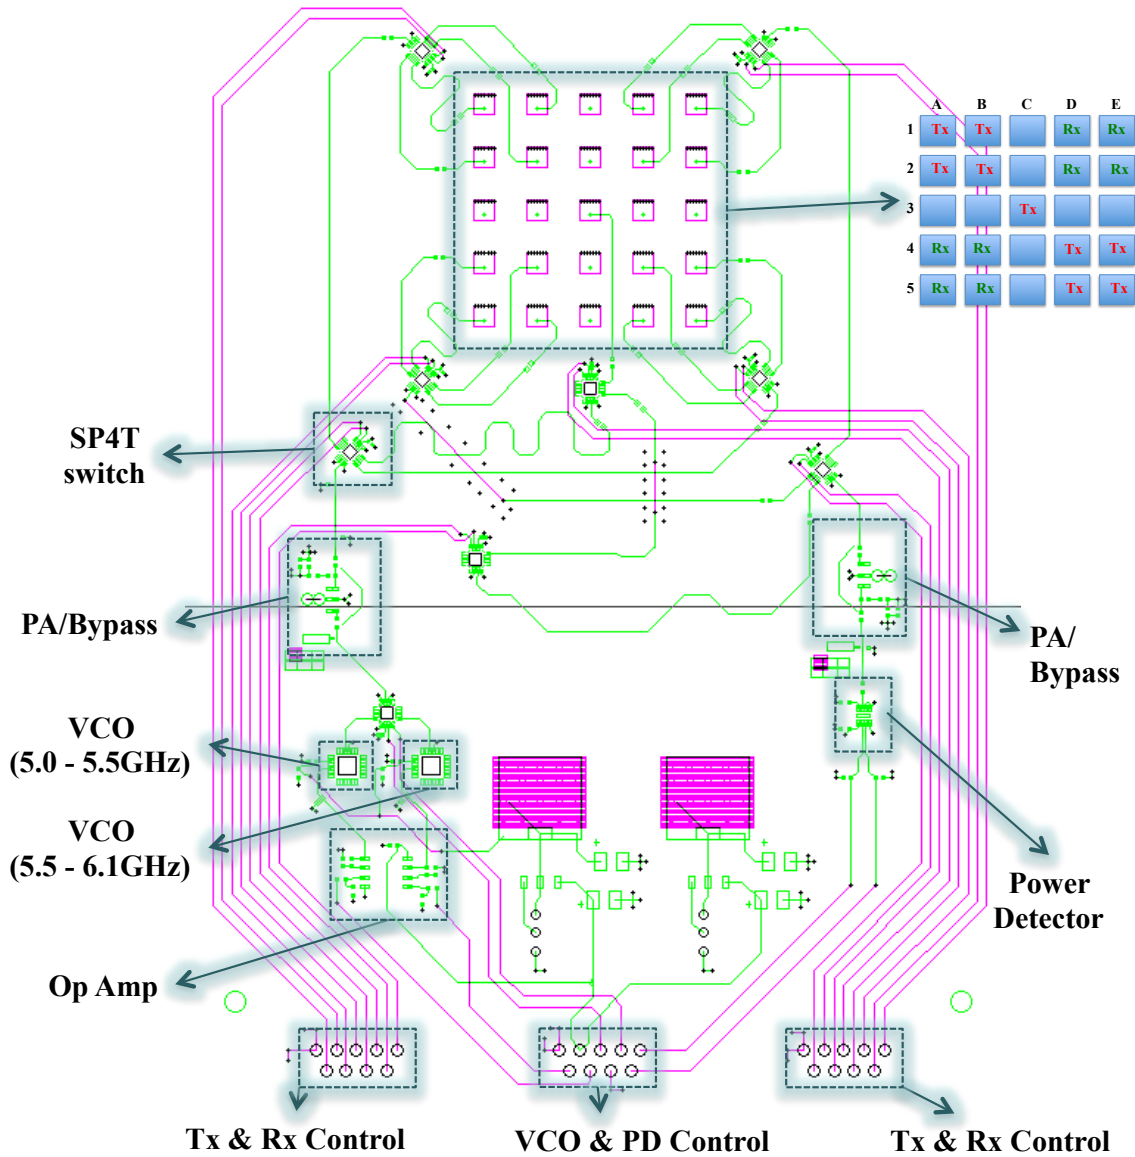 A B C D E
1 Tx Tx Rx Rx
2 Tx Tx Rx Rx
3 Tx
4 Rx Rx Tx Tx
5 Rx Rx Tx Tx
SP4T
switch
PA/Bypass
PA/
Bypass
VCO
(5.0 - 5.5GHz)
VCO
(5.5 - 6.1GHz)
Power
Detector
Op Amp
Tx & Rx Control
VCO & PD Control
Tx & Rx Control